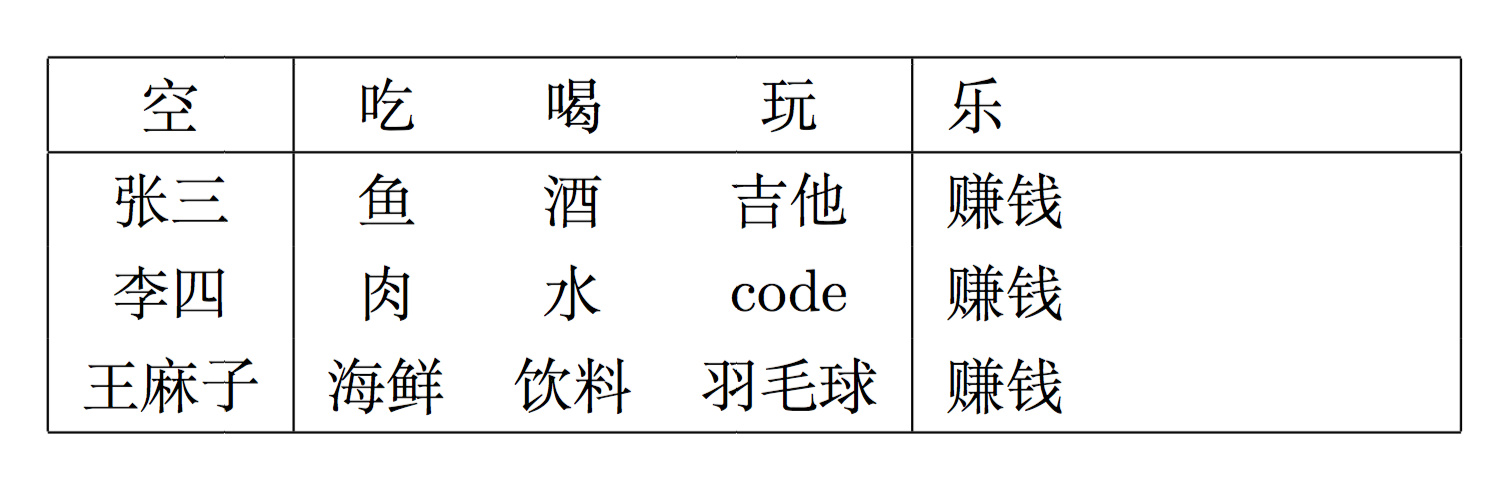 空 吃 喝 玩 乐
张三 鱼 酒 吉他 赚钱
李四 肉 水 code 赚钱
王麻子 海鲜 饮料 羽毛球 赚钱